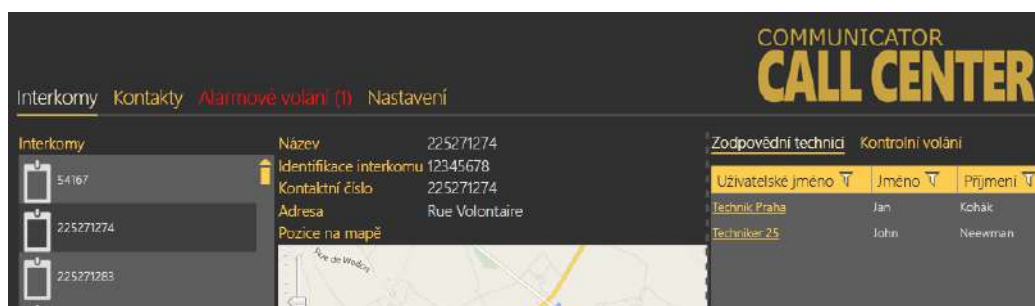 COMMUNICATOR
CALL CENTER
Interkomy Kontakty Alarmové volání (1) Nastavení
Interkomy
54167
225271274
225271283
Název 225271274
Identifikace interkomu 12345678
Kontaktní číslo 225271274
Adresa Rue Volontaire
Pozice na mapě
Rue de Wadon
Zodpovědní technici Kontrolní volání
Uživatelské jméno Jméno Příjmení
Technik Praha Jan Kohák
Techniker 25 John Neewman